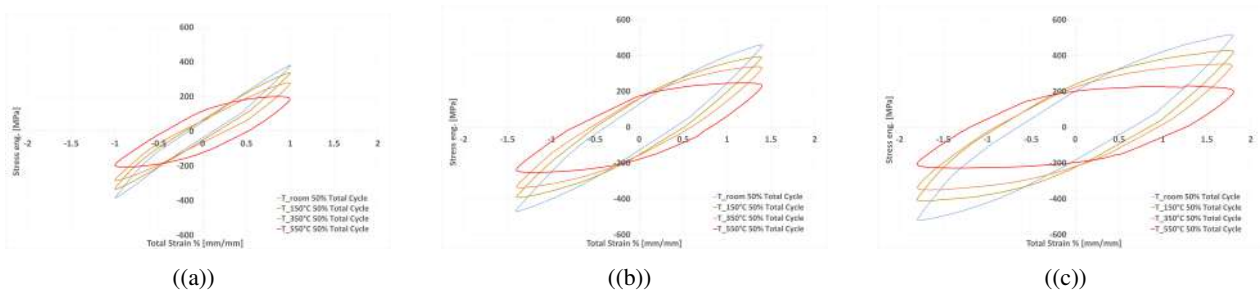 600
400
200
0
-200
-400
-600
-2 -1.5 -1 -0.5 0 0.5 1 1.5 2
Stress eng. [MPa]
Total Strain % [mm/mm]
T_room 50% Total Cycle
T_150°C 50% Total Cycle
T_350°C 50% Total Cycle
T_550°C 50% Total Cycle
((a))
600
400
200
0
-200
-400
-600
-2 -1.5 -1 -0.5 0 0.5 1 1.5 2
Stress eng. [MPa]
Total Strain % [mm/mm]
T_room 50% Total Cycle
T_150°C 50% Total Cycle
T_350°C 50% Total Cycle
T_550°C 50% Total Cycle
((b))
600
400
200
0
-200
-400
-600
-2 -1.5 -1 -0.5 0 0.5 1 1.5 2
Stress eng. [MPa]
Total Strain % [mm/mm]
T_room 50% Total Cycle
T_150°C 50% Total Cycle
T_350°C 50% Total Cycle
T_550°C 50% Total Cycle
((c))